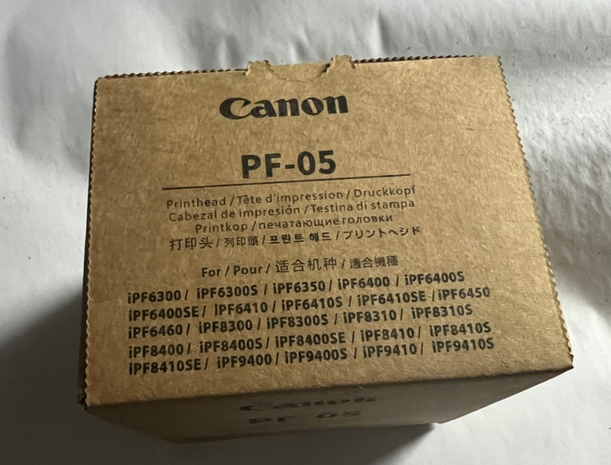 Canon
PF-05
Printhead / Tête d'impression / Druckkopf
Cabezal de impresión / Testina di stampa
Printkop / печатающие головки
打印头 / 列印頭 / 프린트 헤드 / プリントヘッド
For / Pour / 适合机种 / 適合機種
iPF6300 / iPF6300S / iPF6350 / iPF6400 / iPF6400S
iPF6400SE / iPF6410 / iPF6410S / iPF6410SE / iPF6450
iPF6460 / iPF8300 / iPF8300S / iPF8310 / iPF8310S
iPF8400 / iPF8400S / iPF8400SE / iPF8410 / iPF8410S
iPF8410SE / iPF9400 / iPF9400S / iPF9410 / iPF9410S
Canon
PF-05